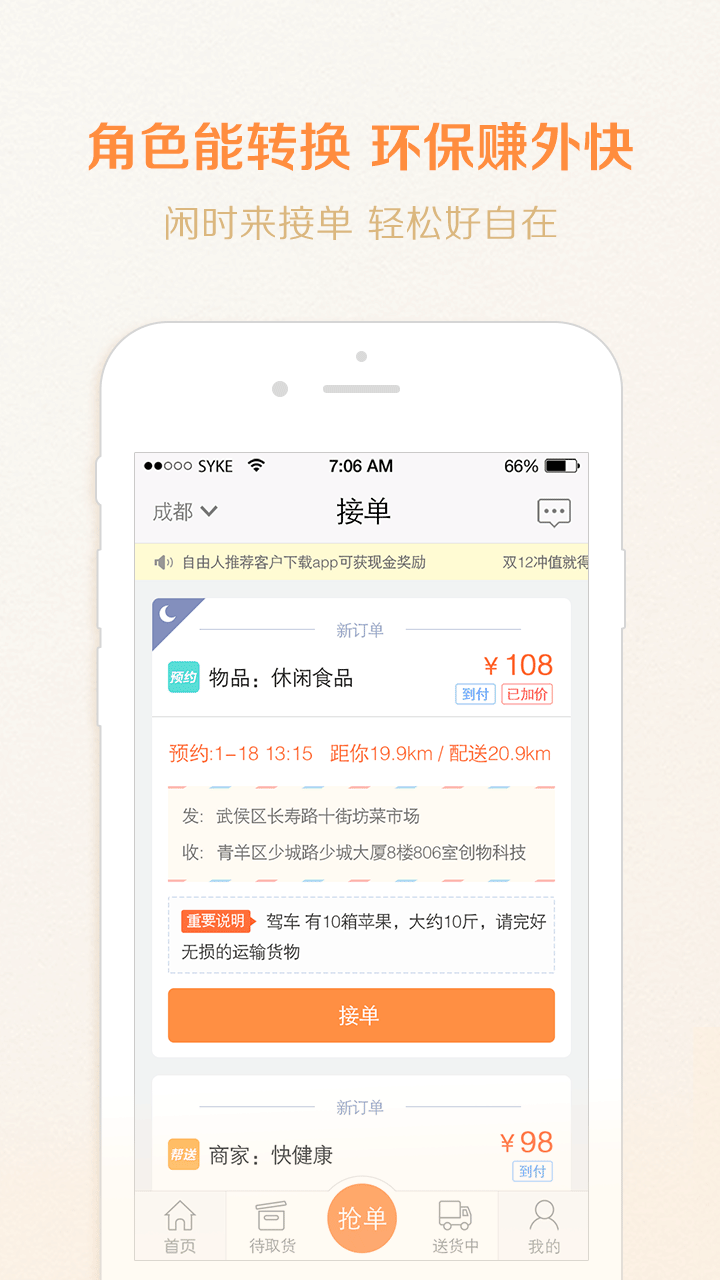 角色能转换 环保赚外快
闲时来接单 轻松好自在
SYKE 7:06 AM 66%
成都 接单
自由人推荐客户下载app可获现金奖励 双12冲值就得
新订单
预约 物品：休闲食品 ¥108
到付 已加价
预约:1-18 13:15 距你19.9km / 配送20.9km
发: 武侯区长寿路十街坊菜市场
收: 青羊区少城路少城大厦8楼806室创物科技
重要说明 驾车 有10箱苹果，大约10斤，请完好
无损的运输货物
接单
新订单
帮送 商家：快健康 ¥98
到付
首页 待取货 抢单 送货中 我的